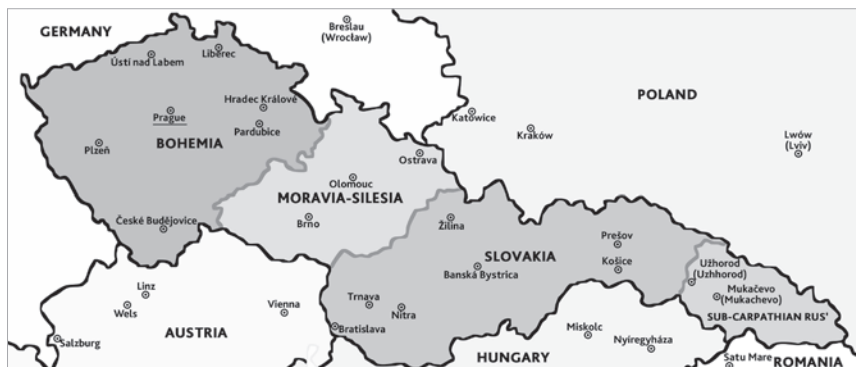 GERMANY
Breslau
(Wrocław)
Liberec
Ústí nad Labem
POLAND
Hradec Králové
Prague
Katowice
Kraków
Pardubice
Lwów
(Lviv)
Plzeň
BOHEMIA
Ostrava
Olomouc
MORAVIA-SILESIA
České Budějovice
Brno
Žilina
Prešov
SLOVAKIA
Užhorod
(Uzhhorod)
Košice
Banská Bystrica
Linz
Mukačevo
(Mukachevo)
Wels
Vienna
Trnava
Nitra
SUB-CARPATHIAN RUS'
AUSTRIA
Bratislava
Miskolc
Salzburg
Nyíregyháza
HUNGARY
Satu Mare
ROMANIA